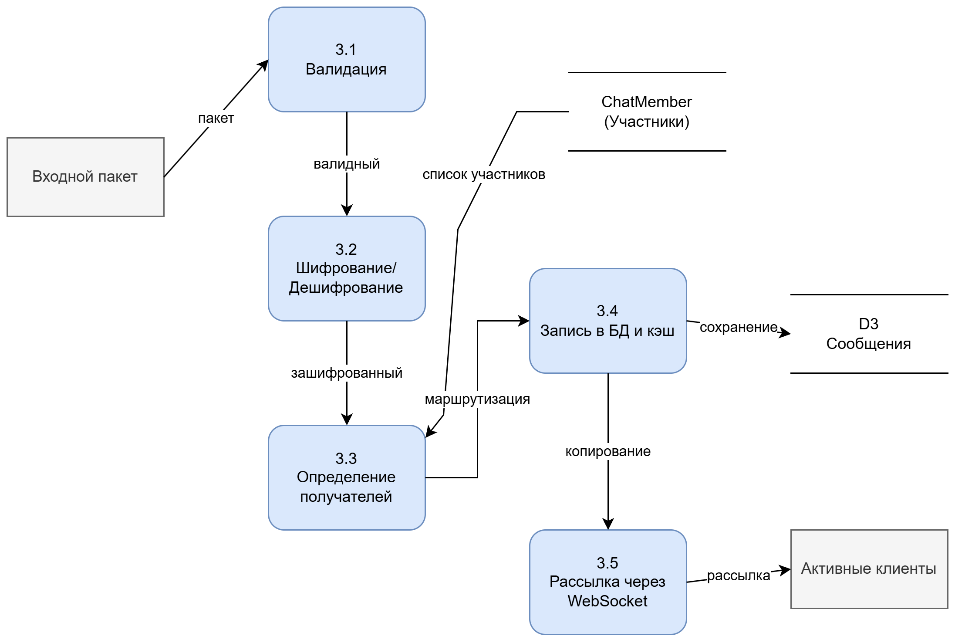 3.1
Валидация
ChatMember
(Участники)
пакет
Входной пакет
валидный
список участников
3.2
Шифрование/
Дешифрование
3.4
Запись в БД и кэш
сохранение
D3
Сообщения
зашифрованный
маршрутизация
3.3
Определение
получателей
копирование
3.5
Рассылка через
WebSocket
рассылка
Активные клиенты